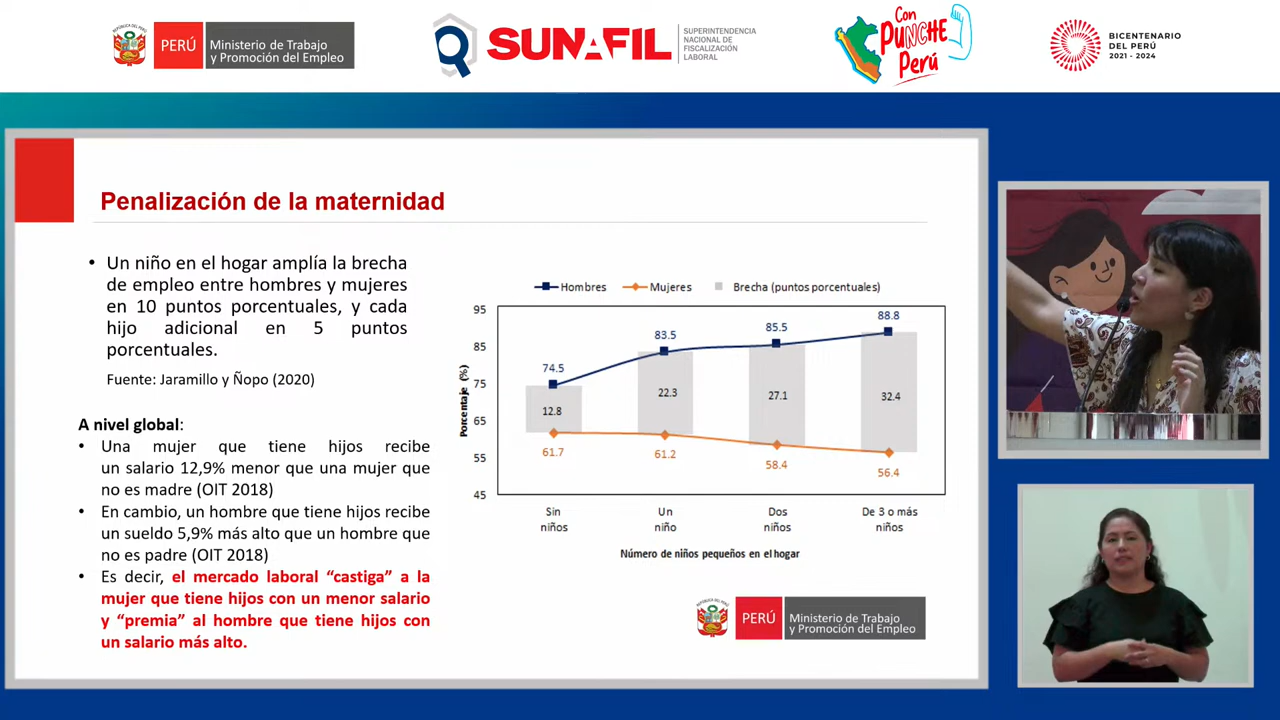 REPÚBLICA DEL PERÚ
PERÚ
Ministerio de Trabajo
y Promoción del Empleo
SUNAFIL
SUPERINTENDENCIA
NACIONAL DE
FISCALIZACIÓN
LABORAL
Con
PUNCHE
Perú
BICENTENARIO
DEL PERÚ
2021 - 2024
Penalización de la maternidad
• Un niño en el hogar amplía la brecha
de empleo entre hombres y mujeres
en 10 puntos porcentuales, y cada
hijo adicional en 5 puntos
porcentuales.
Fuente: Jaramillo y Ñopo (2020)
A nivel global:
• Una mujer que tiene hijos recibe
un salario 12,9% menor que una mujer que
no es madre (OIT 2018)
• En cambio, un hombre que tiene hijos recibe
un sueldo 5,9% más alto que un hombre que
no es padre (OIT 2018)
• Es decir, el mercado laboral “castiga” a la
mujer que tiene hijos con un menor salario
y “premia” al hombre que tiene hijos con
un salario más alto.
Hombres Mujeres Brecha (puntos porcentuales)
Porcentaje (%)
95
85
75
65
55
45
74.5 83.5 85.5 88.8
12.8 22.3 27.1 32.4
61.7 61.2 58.4 56.4
Sin
niños
Un
niño
Dos
niños
De 3 o más
niños
Número de niños pequeños en el hogar
PERÚ
Ministerio de Trabajo
y Promoción del Empleo